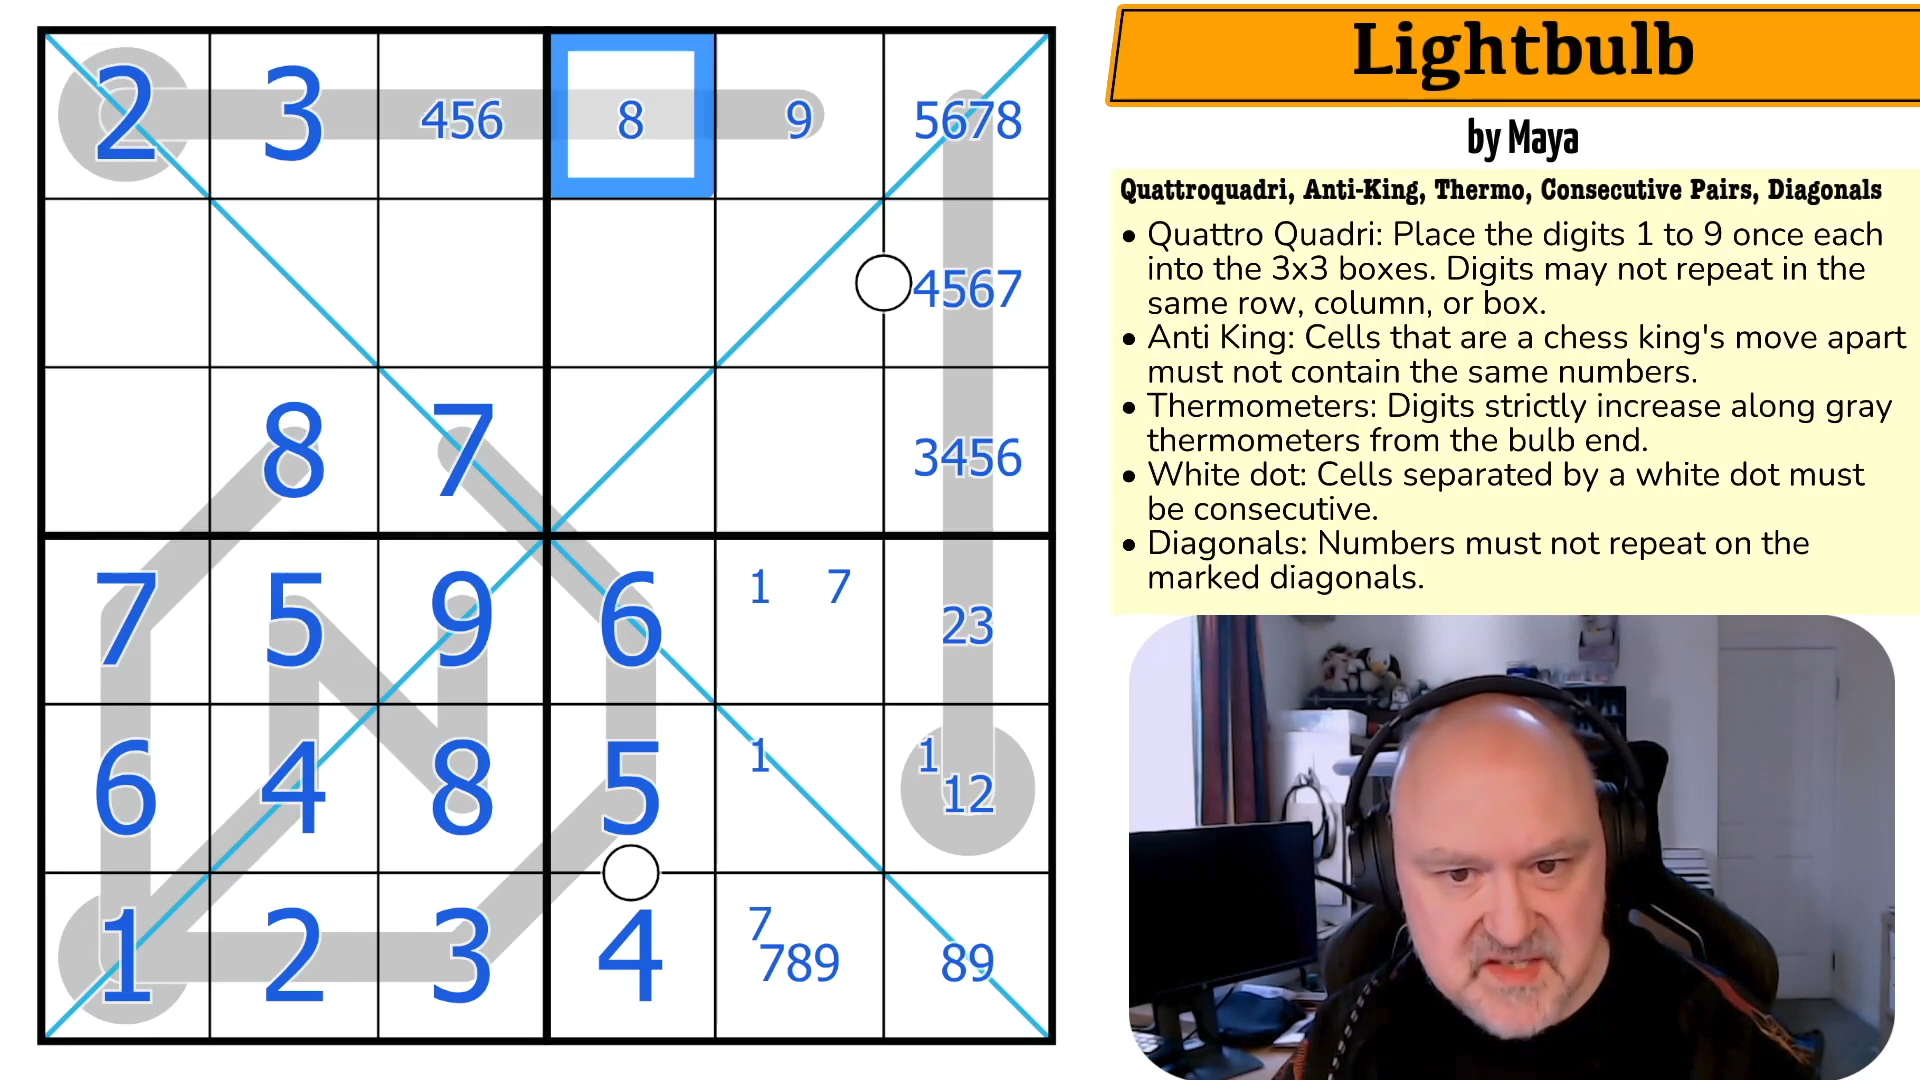 Lightbulb
by Maya
Quattroquadri, Anti-King, Thermo, Consecutive Pairs, Diagonals
• Quattro Quadri: Place the digits 1 to 9 once each
into the 3x3 boxes. Digits may not repeat in the
same row, column, or box.
• Anti King: Cells that are a chess king's move apart
must not contain the same numbers.
• Thermometers: Digits strictly increase along gray
thermometers from the bulb end.
• White dot: Cells separated by a white dot must
be consecutive.
• Diagonals: Numbers must not repeat on the
marked diagonals.
2 3 456 8 9 5678
4567
8 7 3456
7 5 9 6 1 7 23
6 4 8 5 1 1 12
1 2 3 4 7 789 89